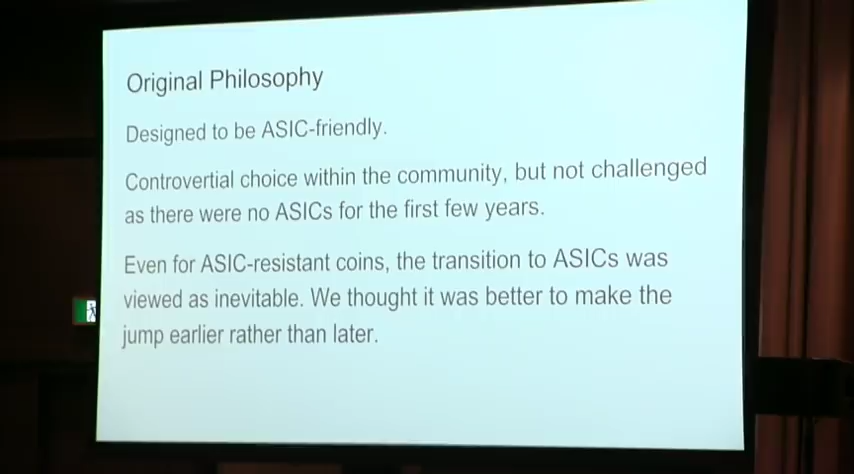 Original Philosophy
Designed to be ASIC-friendly.
Controvertial choice within the community, but not challenged
as there were no ASICs for the first few years.
Even for ASIC-resistant coins, the transition to ASICs was
viewed as inevitable. We thought it was better to make the
jump earlier rather than later.